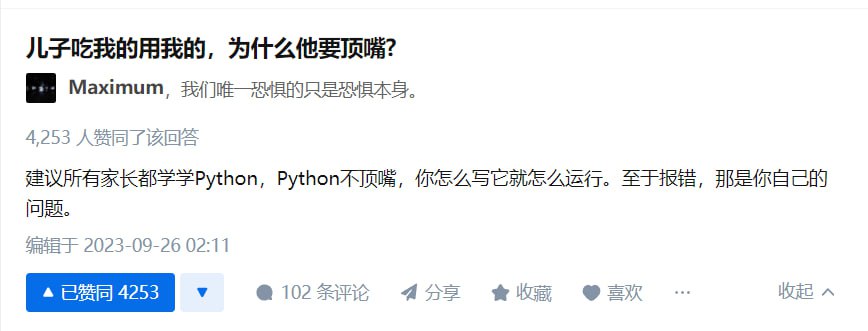 儿子吃我的用我的，为什么他要顶嘴？
Maximum，我们唯一恐惧的只是恐惧本身。
4,253 人赞同了该回答
建议所有家长都学学Python，Python不顶嘴，你怎么写它就怎么运行。至于报错，那是你自己的
问题。
编辑于 2023-09-26 02:11
已赞同 4253 102 条评论 分享 收藏 喜欢 ··· 收起